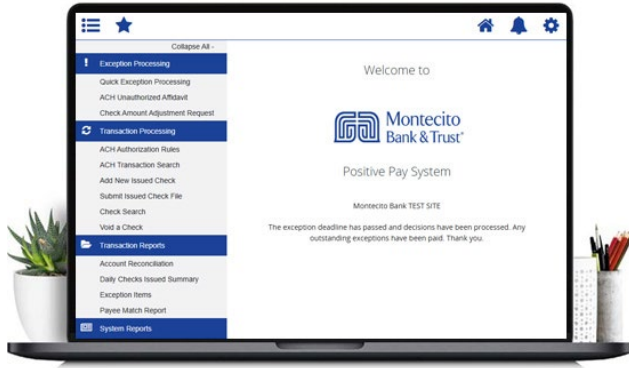 Collapse All -
! Exception Processing
Quick Exception Processing
ACH Unauthorized Affidavit
Check Amount Adjustment Request
Transaction Processing
ACH Authorization Rules
ACH Transaction Search
Add New Issued Check
Submit Issued Check File
Check Search
Void a Check
Transaction Reports
Account Reconciliation
Daily Checks Issued Summary
Exception Items
Payee Match Report
System Reports
Welcome to
Montecito
Bank & Trust®
Positive Pay System
Montecito Bank TEST SITE
The exception deadline has passed and decisions have been processed. Any
outstanding exceptions have been paid. Thank you.